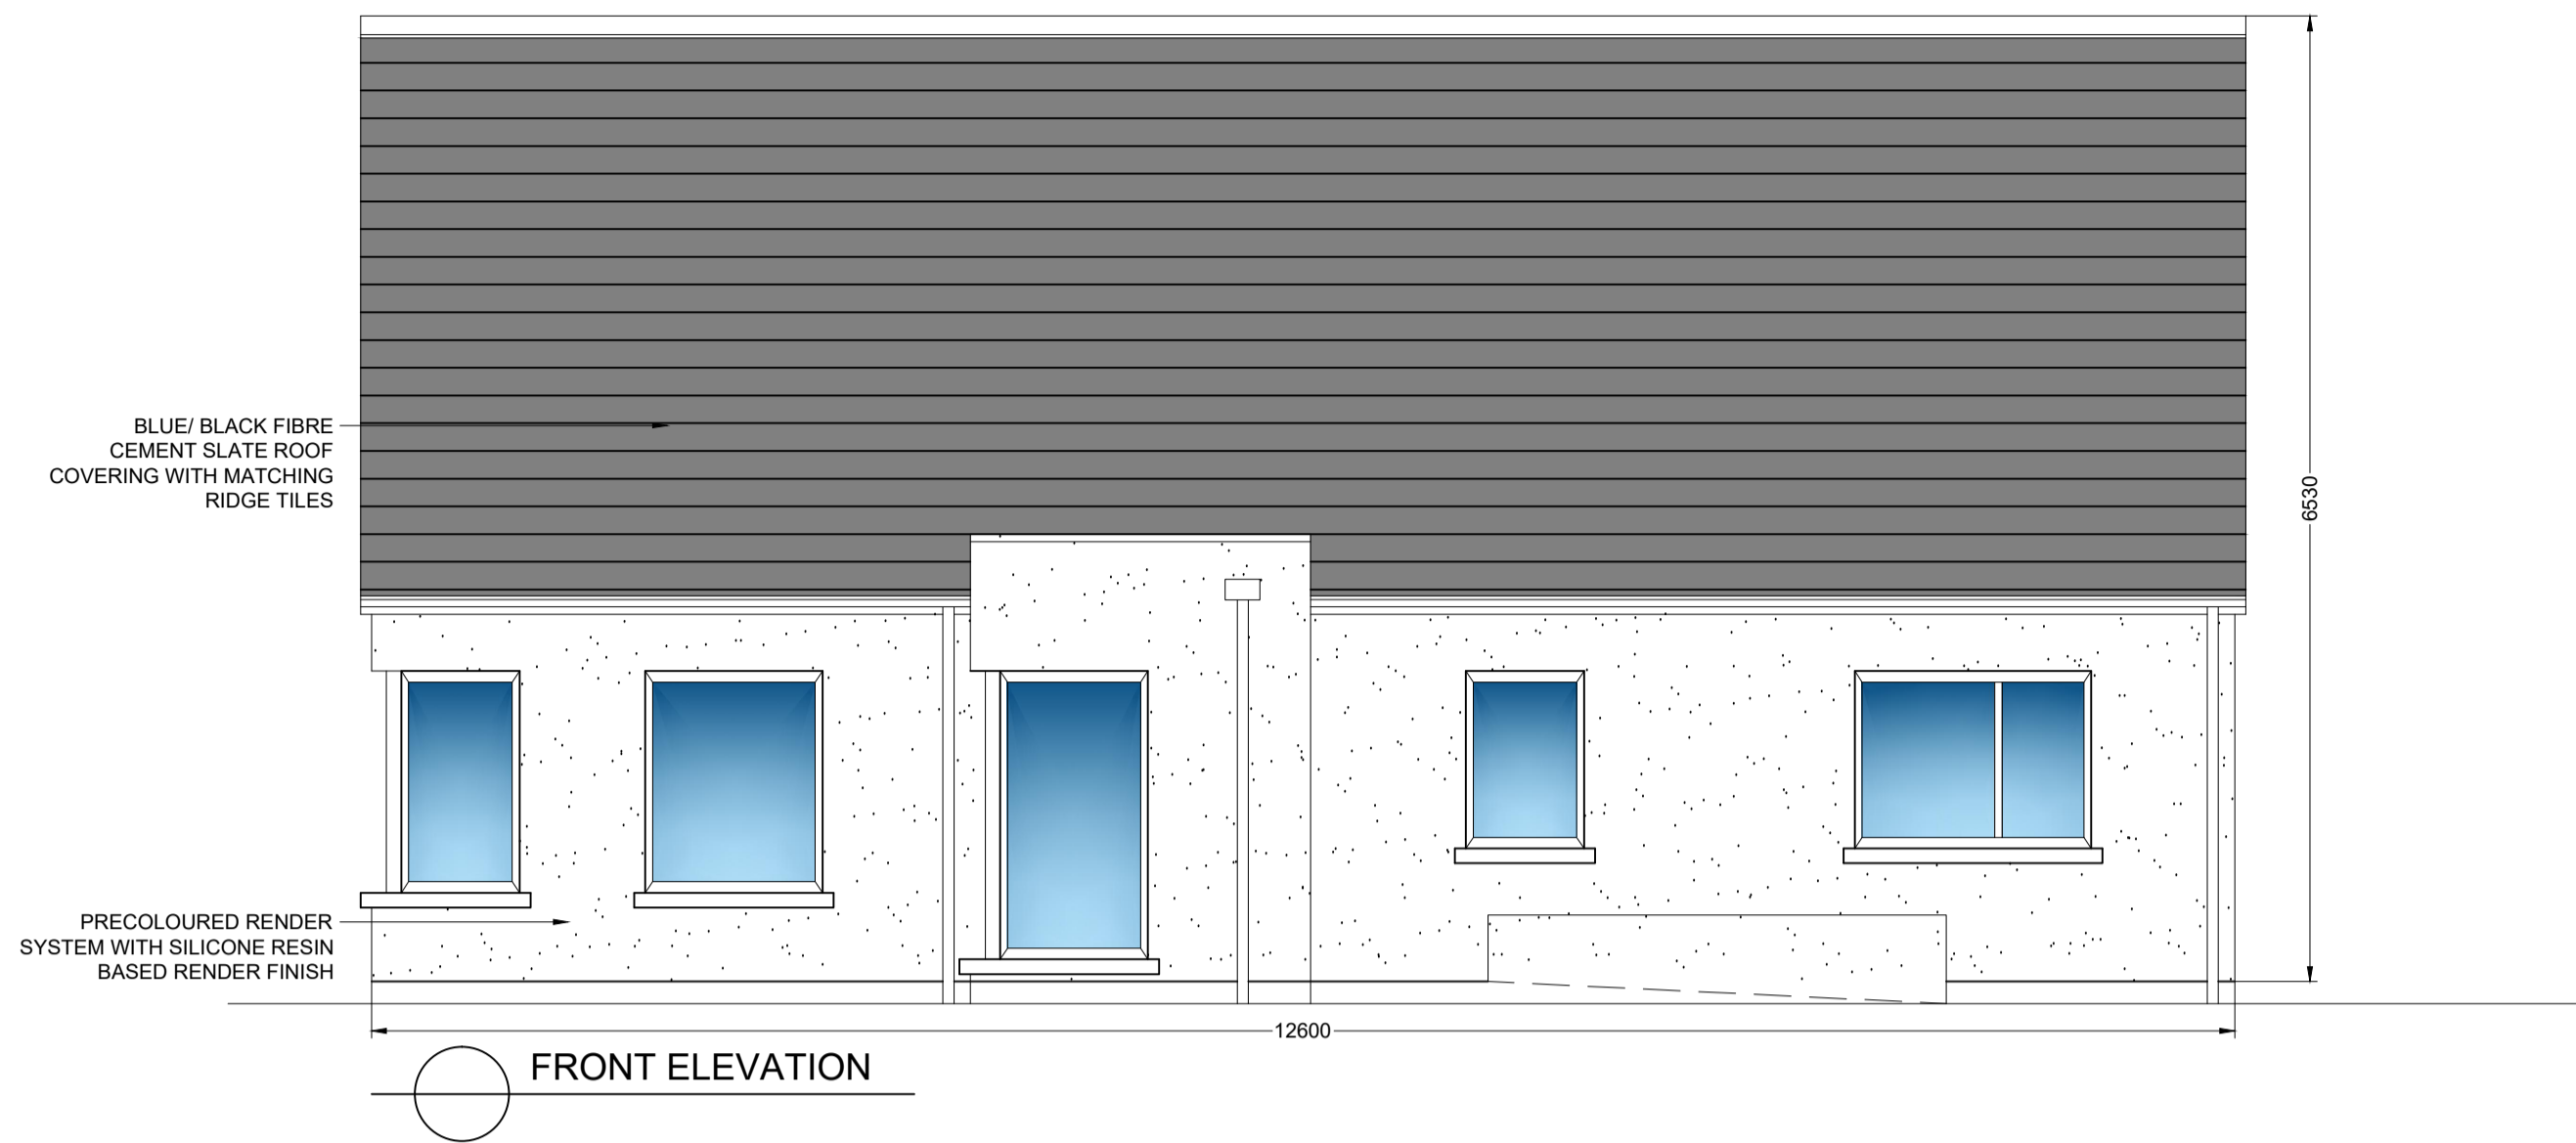 BLUE/ BLACK FIBRE
CEMENT SLATE ROOF
COVERING WITH MATCHING
RIDGE TILES
6530
PRECOLOURED RENDER
SYSTEM WITH SILICONE RESIN
BASED RENDER FINISH
12600
FRONT ELEVATION